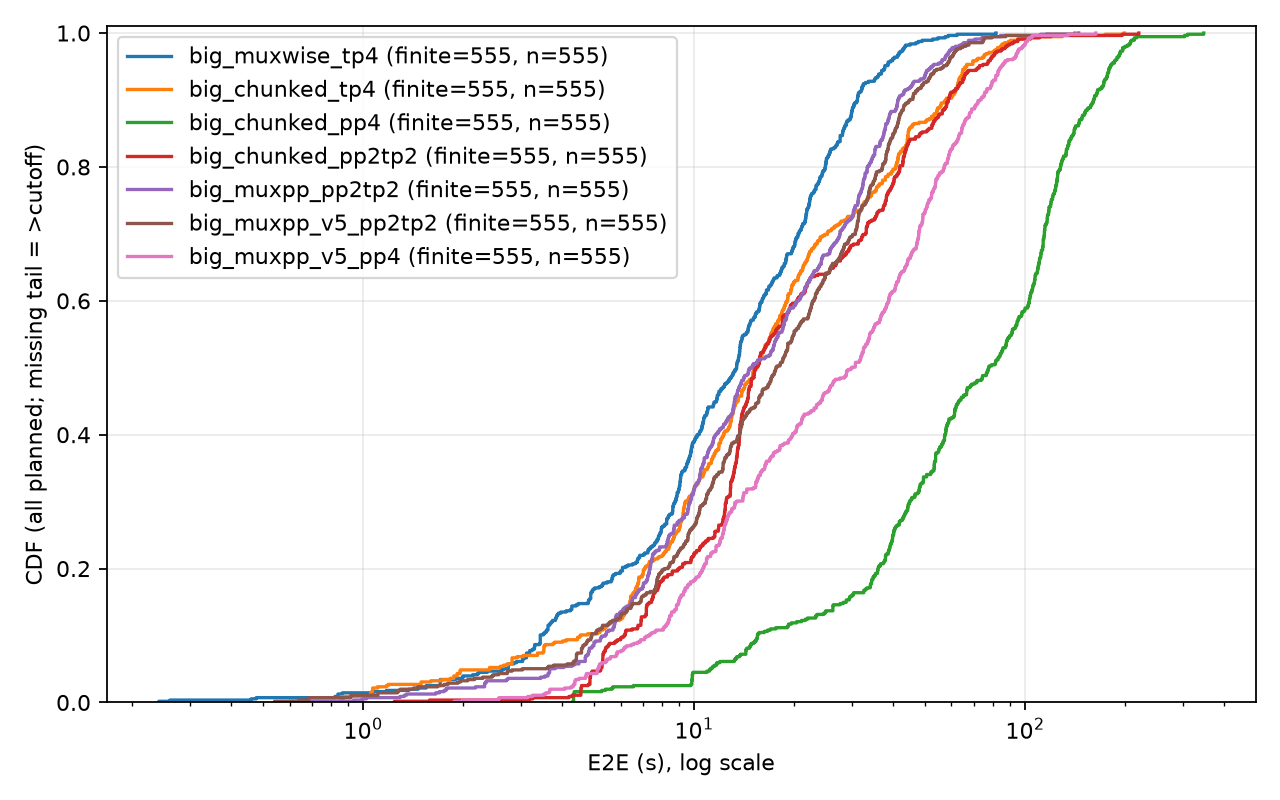 1.0
0.8
0.6
0.4
0.2
0.0
CDF (all planned; missing tail = >cutoff)
big_muxwise_tp4 (finite=555, n=555)
big_chunked_tp4 (finite=555, n=555)
big_chunked_pp4 (finite=555, n=555)
big_chunked_pp2tp2 (finite=555, n=555)
big_muxpp_pp2tp2 (finite=555, n=555)
big_muxpp_v5_pp2tp2 (finite=555, n=555)
big_muxpp_v5_pp4 (finite=555, n=555)
10⁰ 10¹ 10²
E2E (s), log scale